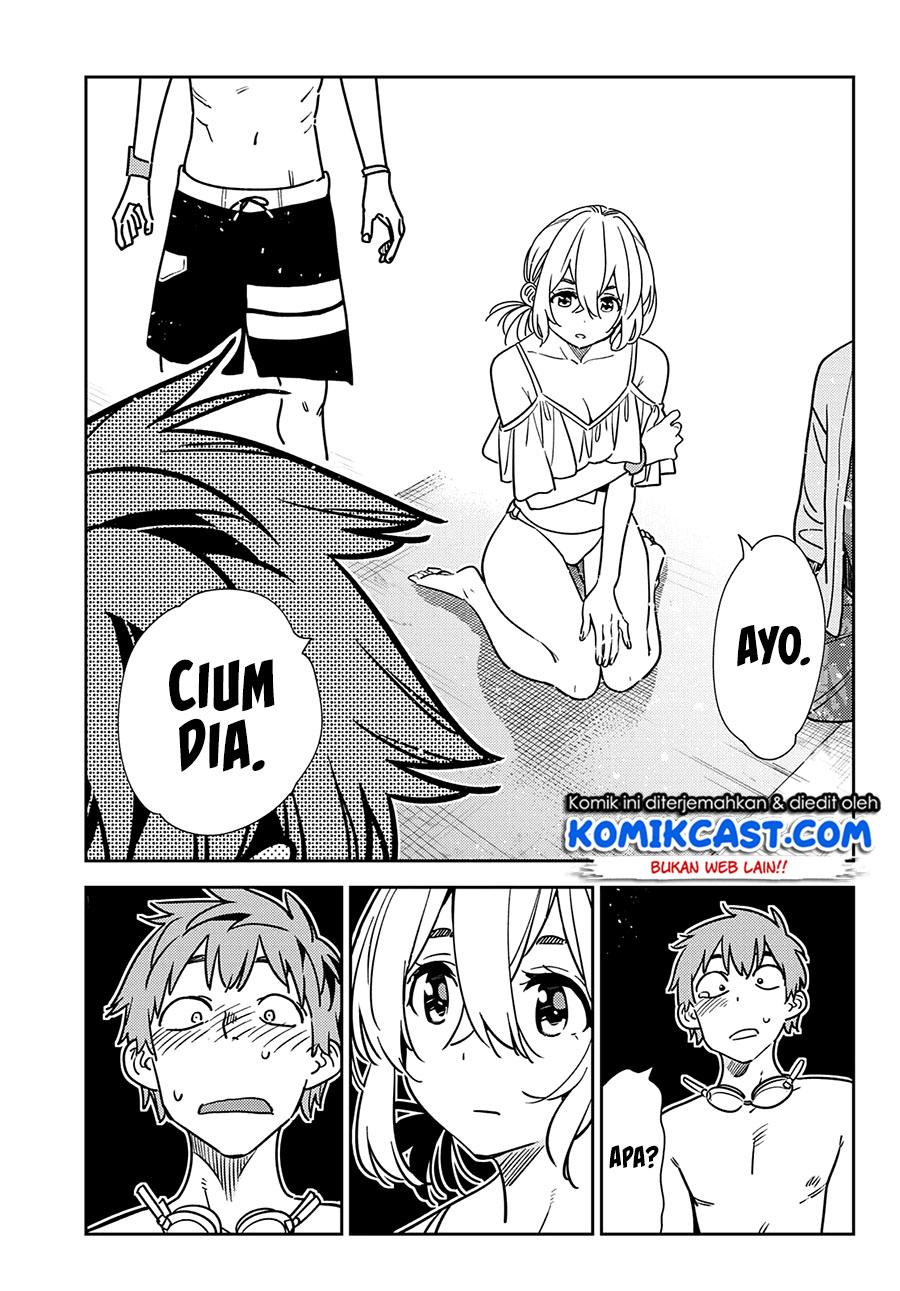 AYO.
CIUM
DIA.
Komik ini diterjemahkan & diedit oleh
KOMIKCAST.COM
BUKAN WEB LAIN!!
APA?